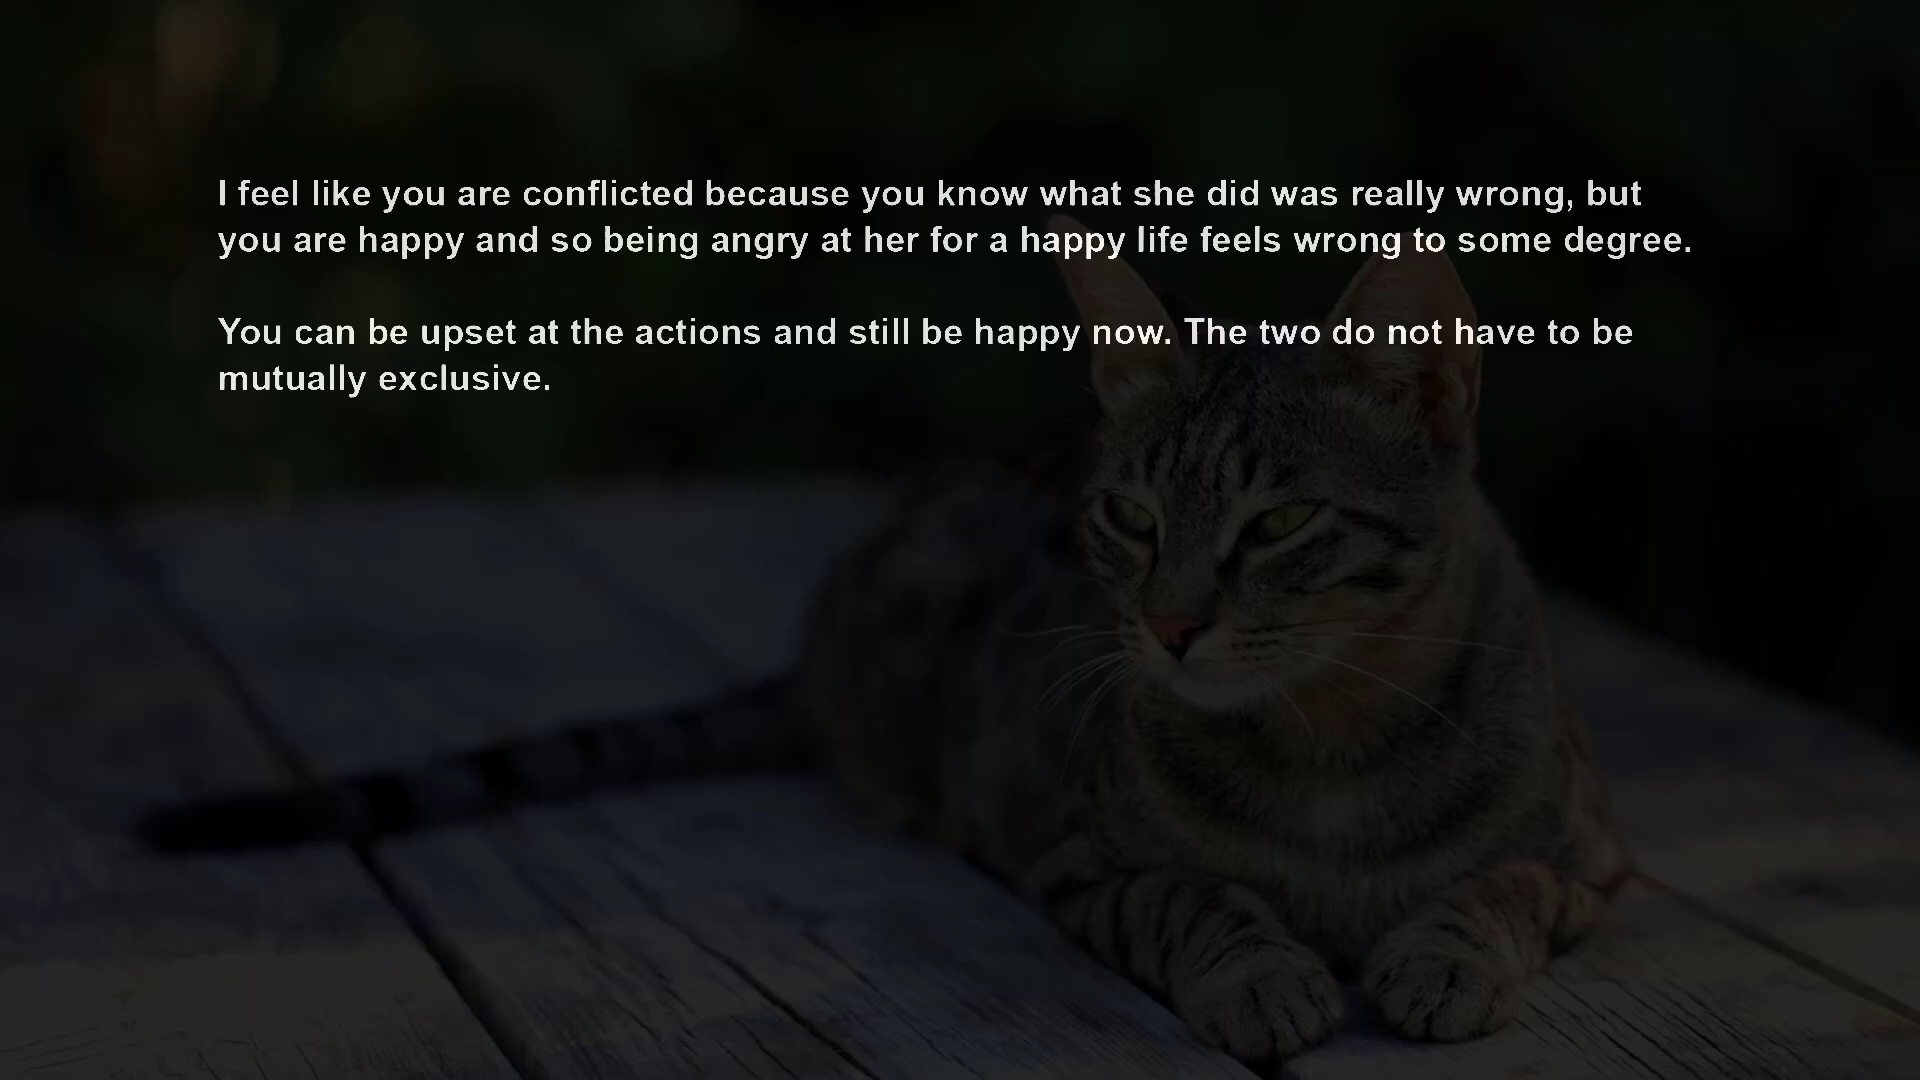 I feel like you are conflicted because you know what she did was really wrong, but
you are happy and so being angry at her for a happy life feels wrong to some degree.
You can be upset at the actions and still be happy now. The two do not have to be
mutually exclusive.